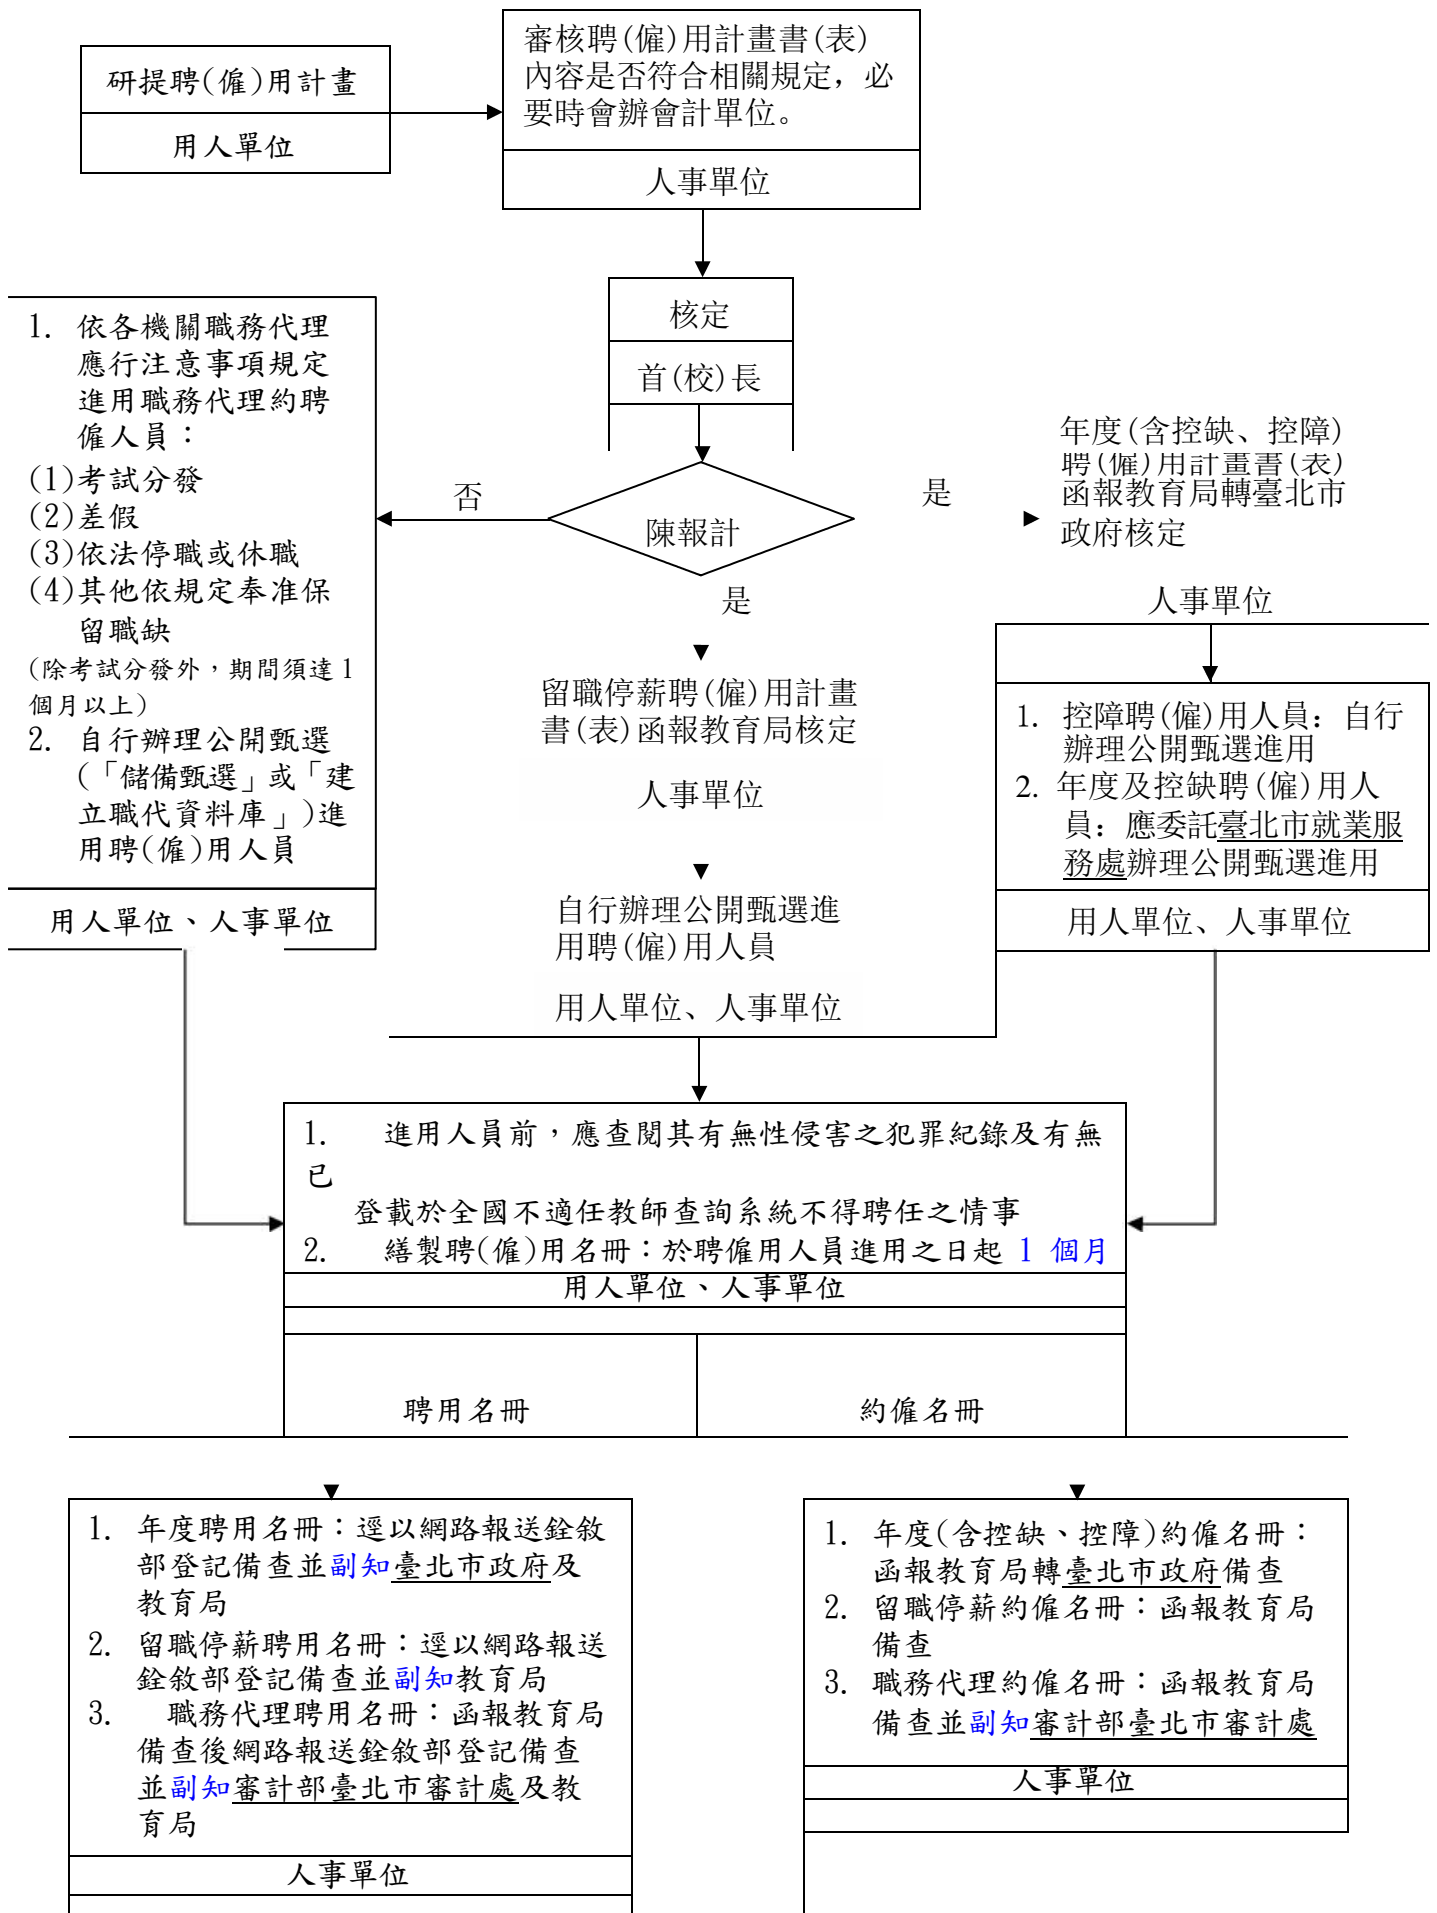 研提聘(僱)用計畫
用人單位
審核聘(僱)用計畫書(表)
內容是否符合相關規定，必
要時會辦會計單位。
人事單位
核定
首(校)長
陳報計
否
是
是
1. 依各機關職務代理
應行注意事項規定
進用職務代理約聘
僱人員：
(1)考試分發
(2)差假
(3)依法停職或休職
(4)其他依規定奉准保
留職缺
(除考試分發外，期間須達1
個月以上)
2. 自行辦理公開甄選
(「儲備甄選」或「建
立職代資料庫」)進
用聘(僱)用人員
用人單位、人事單位
留職停薪聘(僱)用計畫
書(表)函報教育局核定
人事單位
自行辦理公開甄選進
用聘(僱)用人員
用人單位、人事單位
年度(含控缺、控障)
聘(僱)用計畫書(表)
函報教育局轉臺北市
政府核定
人事單位
1. 控障聘(僱)用人員：自行
辦理公開甄選進用
2. 年度及控缺聘(僱)用人
員：應委託臺北市就業服
務處辦理公開甄選進用
用人單位、人事單位
1. 進用人員前，應查閱其有無性侵害之犯罪紀錄及有無
已
登載於全國不適任教師查詢系統不得聘任之情事
2. 繕製聘(僱)用名冊：於聘僱用人員進用之日起 1 個月
用人單位、人事單位
聘用名冊
約僱名冊
1. 年度聘用名冊：逕以網路報送銓敘
部登記備查並副知臺北市政府及
教育局
2. 留職停薪聘用名冊：逕以網路報送
銓敘部登記備查並副知教育局
3. 職務代理聘用名冊：函報教育局
備查後網路報送銓敘部登記備查
並副知審計部臺北市審計處及教
育局
人事單位
1. 年度(含控缺、控障)約僱名冊：
函報教育局轉臺北市政府備查
2. 留職停薪約僱名冊：函報教育局
備查
3. 職務代理約僱名冊：函報教育局
備查並副知審計部臺北市審計處
人事單位